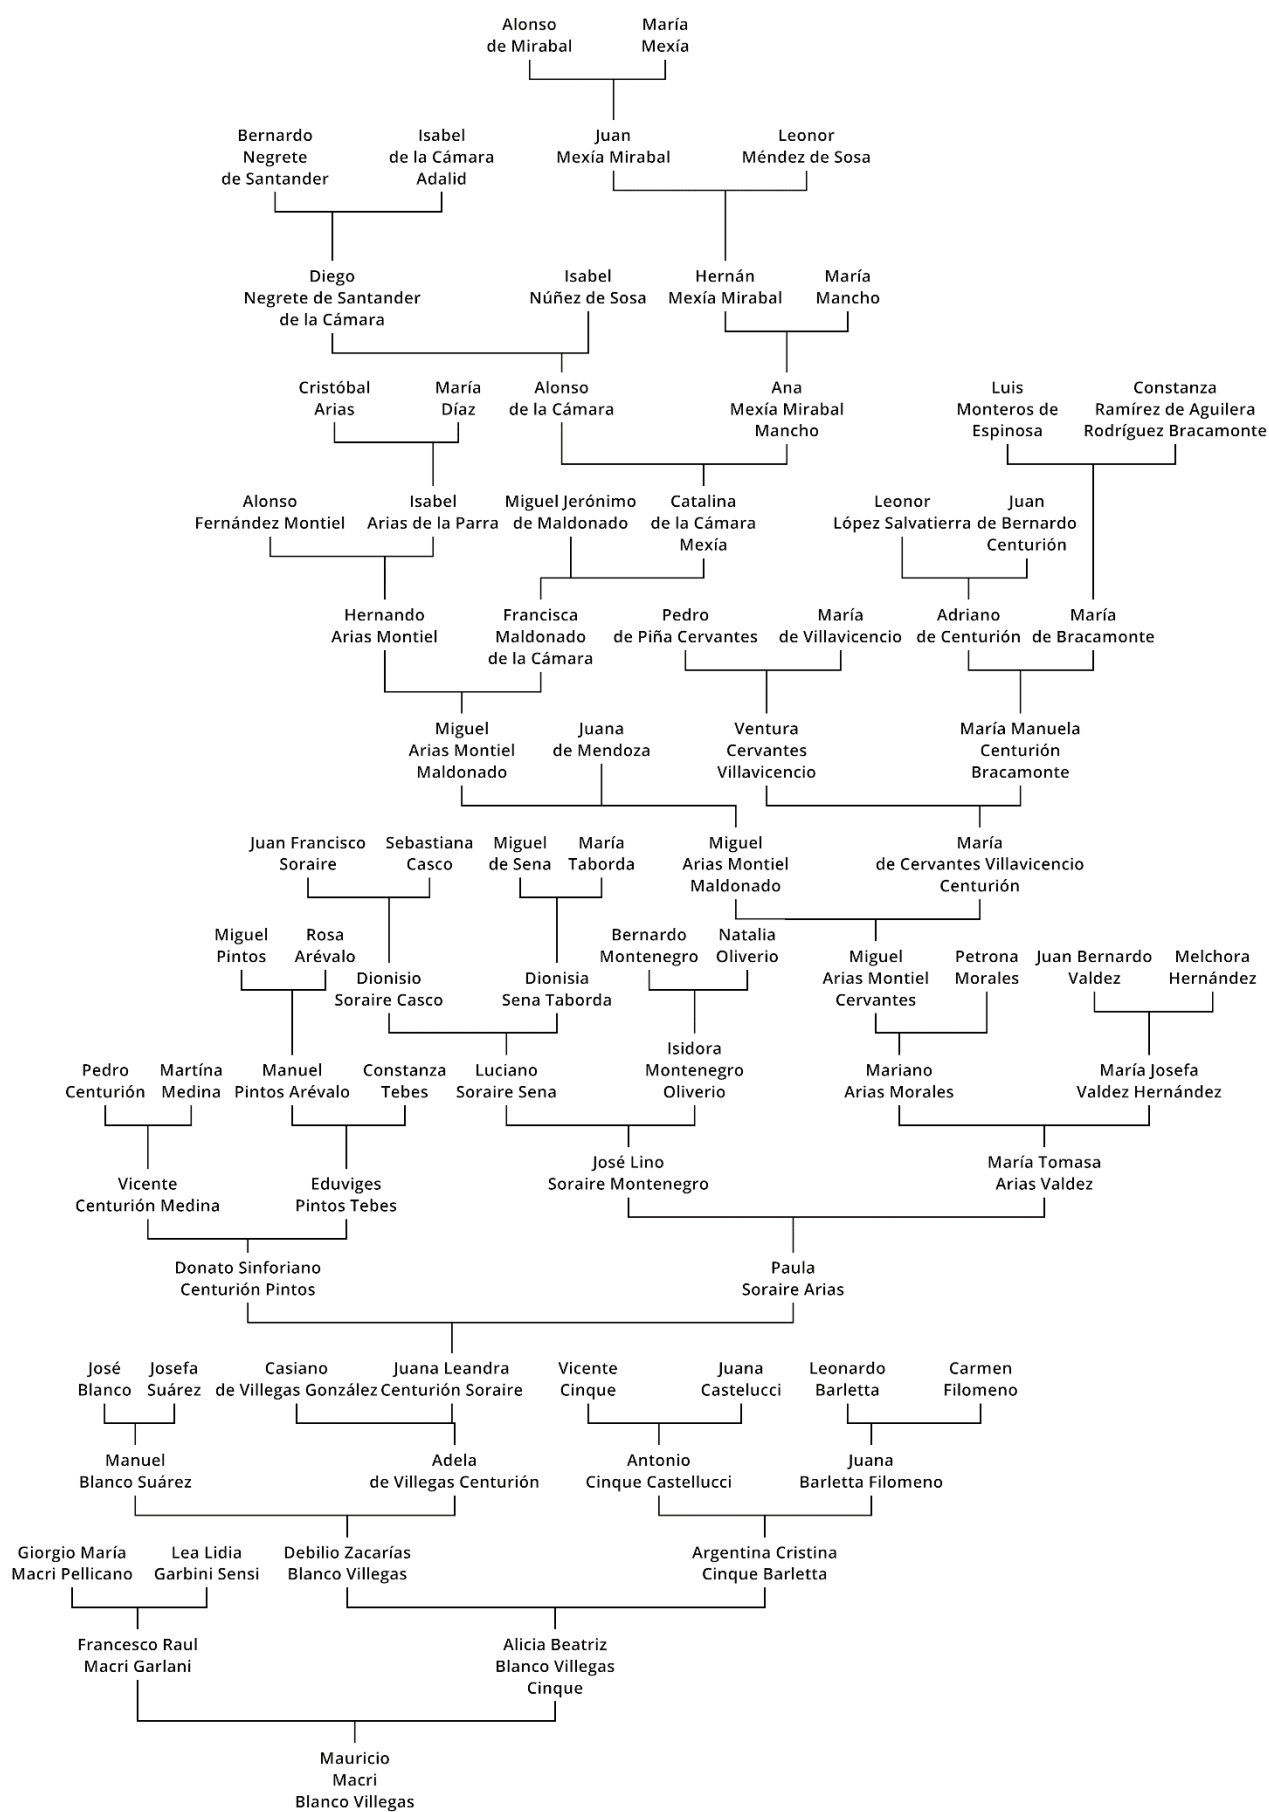 Alonso
de Mirabal
María
Mexía
Bernardo
Negrete
de Santander
Isabel
de la Cámara
Adalid
Juan
Mexía Mirabal
Leonor
Méndez de Sosa
Diego
Negrete de Santander
de la Cámara
Isabel
Núñez de Sosa
Hernán
Mexía Mirabal
María
Mancho
Cristóbal
Arias
María
Díaz
Alonso
de la Cámara
Ana
Mexía Mirabal
Mancho
Luis
Monteros de
Espinosa
Constanza
Ramírez de Aguilera
Rodríguez Bracamonte
Alonso
Fernández Montiel
Isabel
Arias de la Parra
Miguel Jerónimo
de Maldonado
Catalina
de la Cámara
Mexía
Leonor
López Salvatierra
Juan
de Bernardo
Centurión
Hernando
Arias Montiel
Francisca
Maldonado
de la Cámara
Pedro
de Piña Cervantes
María
de Villavicencio
Adriano
de Centurión
María
de Bracamonte
Miguel
Arias Montiel
Maldonado
Juana
de Mendoza
Ventura
Cervantes
Villavicencio
María Manuela
Centurión
Bracamonte
Juan Francisco
Soraire
Sebastiana
Casco
Miguel
de Sena
María
Taborda
Miguel
Arias Montiel
Maldonado
María
de Cervantes Villavicencio
Centurión
Miguel
Pintos
Rosa
Arévalo
Dionisio
Soraire Casco
Dionisia
Sena Taborda
Bernardo
Montenegro
Natalia
Oliverio
Miguel
Arias Montiel
Cervantes
Petrona
Morales
Juan Bernardo
Valdez
Melchora
Hernández
Pedro
Centurión
Martína
Medina
Manuel
Pintos Arévalo
Constanza
Tebes
Luciano
Soraire Sena
Isidora
Montenegro
Oliverio
Mariano
Arias Morales
María Josefa
Valdez Hernández
Vicente
Centurión Medina
Eduviges
Pintos Tebes
José Lino
Soraire Montenegro
María Tomasa
Arias Valdez
Donato Sinforiano
Centurión Pintos
Paula
Soraire Arias
José
Blanco
Josefa
Suárez
Casiano
de Villegas González
Juana Leandra
Centurión Soraire
Vicente
Cinque
Juana
Castelucci
Leonardo
Barletta
Carmen
Filomeno
Manuel
Blanco Suárez
Adela
de Villegas Centurión
Antonio
Cinque Castellucci
Juana
Barletta Filomeno
Giorgio María
Macri Pellicano
Lea Lidia
Garbini Sensi
Debilio Zacarías
Blanco Villegas
Argentina Cristina
Cinque Barletta
Francesco Raul
Macri Garlani
Alicia Beatriz
Blanco Villegas
Cinque
Mauricio
Macri
Blanco Villegas